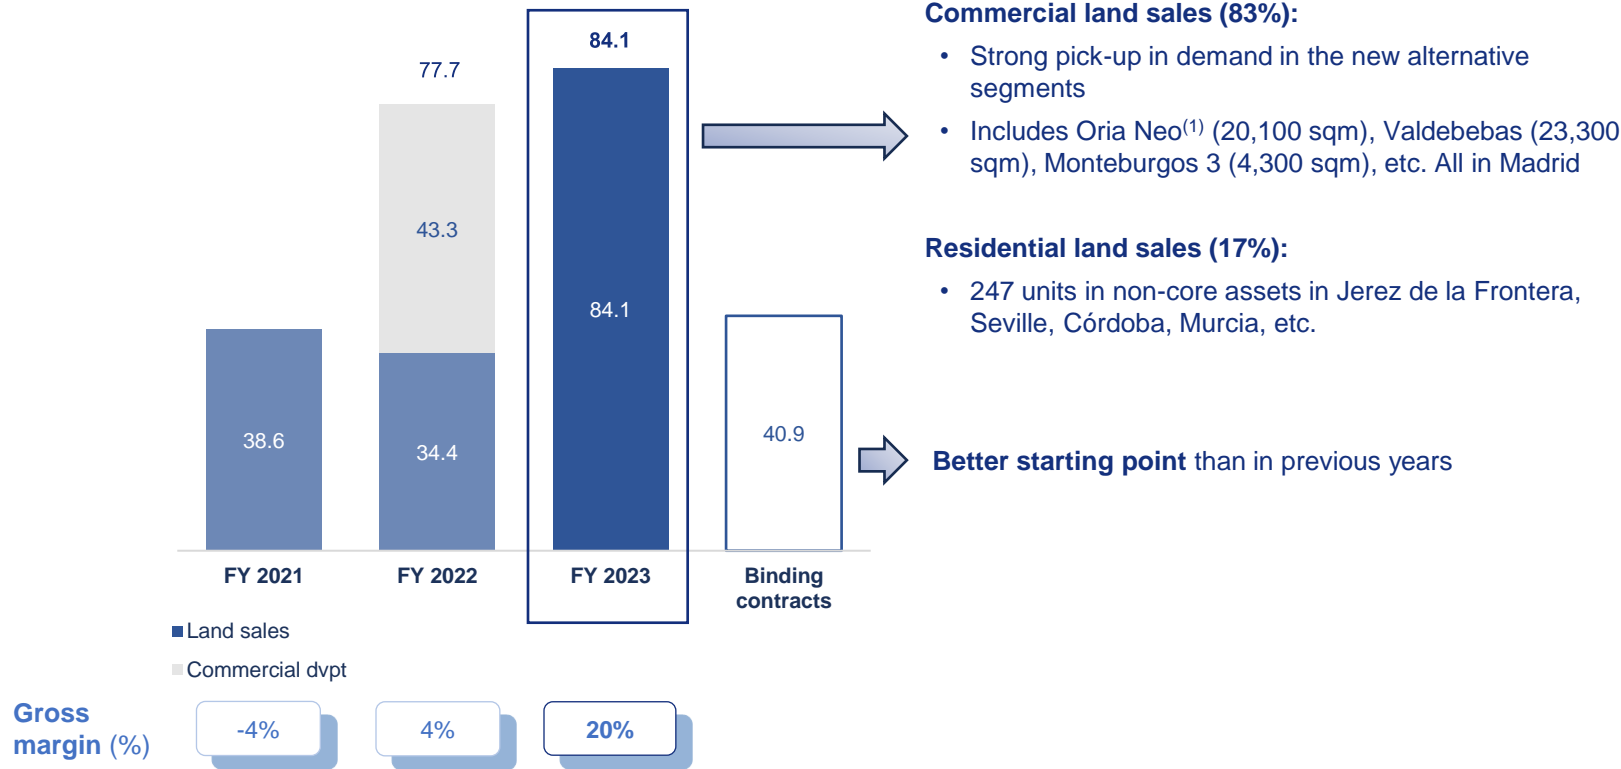 84.1
77.7
43.3
84.1
38.6
34.4
40.9
FY 2021
FY 2022
FY 2023
Binding
contracts
Land sales
Commercial dvpt
Gross
margin (%)
-4%
4%
20%
Commercial land sales (83%):
• Strong pick-up in demand in the new alternative
segments
• Includes Oria Neo(1) (20,100 sqm), Valdebebas (23,300
sqm), Monteburgos 3 (4,300 sqm), etc. All in Madrid
Residential land sales (17%):
• 247 units in non-core assets in Jerez de la Frontera,
Seville, Córdoba, Murcia, etc.
Better starting point than in previous years